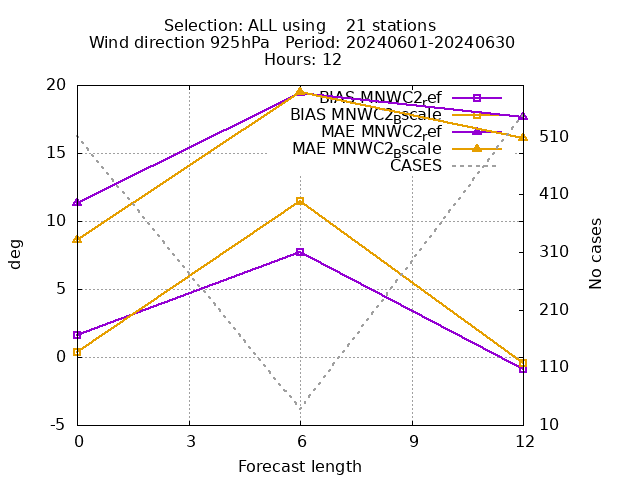 Selection: ALL using    21 stations
Wind direction 925hPa   Period: 20240601-20240630
Hours: 12
20
15
10
5
0
-5
deg
BIAS MNWC2_ref
BIAS MNWC2_Bscale
MAE MNWC2_ref
MAE MNWC2_Bscale
CASES
510
410
310
210
110
10
No cases
0 3 6 9 12
Forecast length